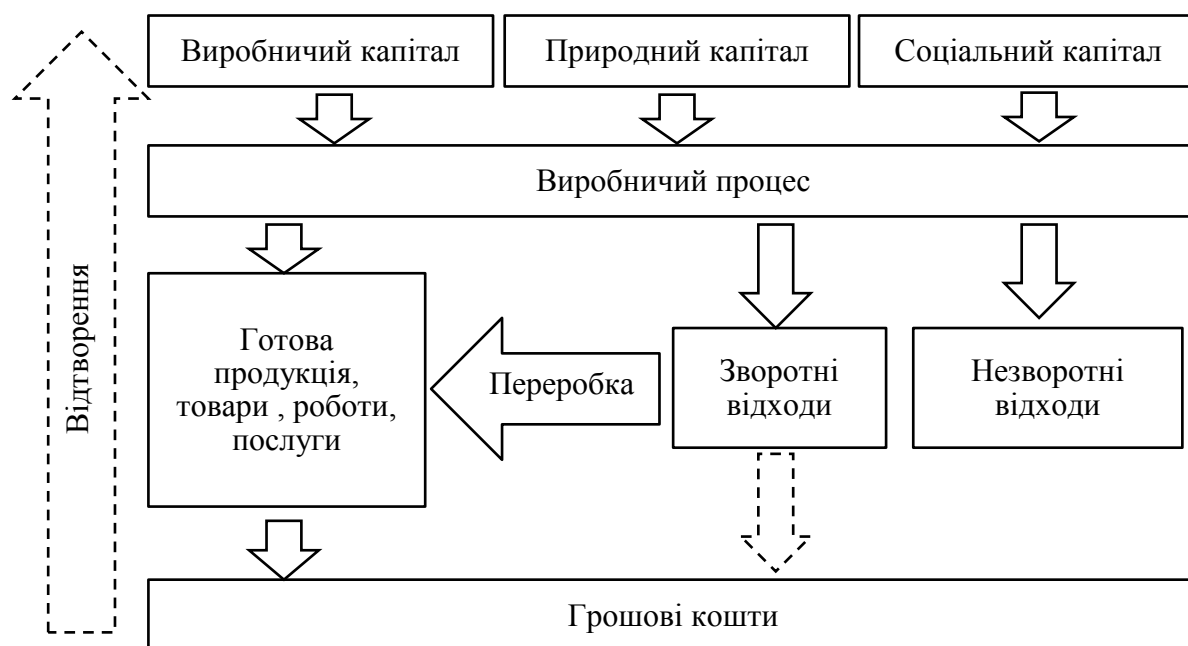 Виробничий капітал
Природний капітал
Соціальний капітал
Виробничий процес
Відтворення
Готова
продукція,
товари , роботи,
послуги
Переробка
Зворотні
відходи
Незворотні
відходи
Грошові кошти